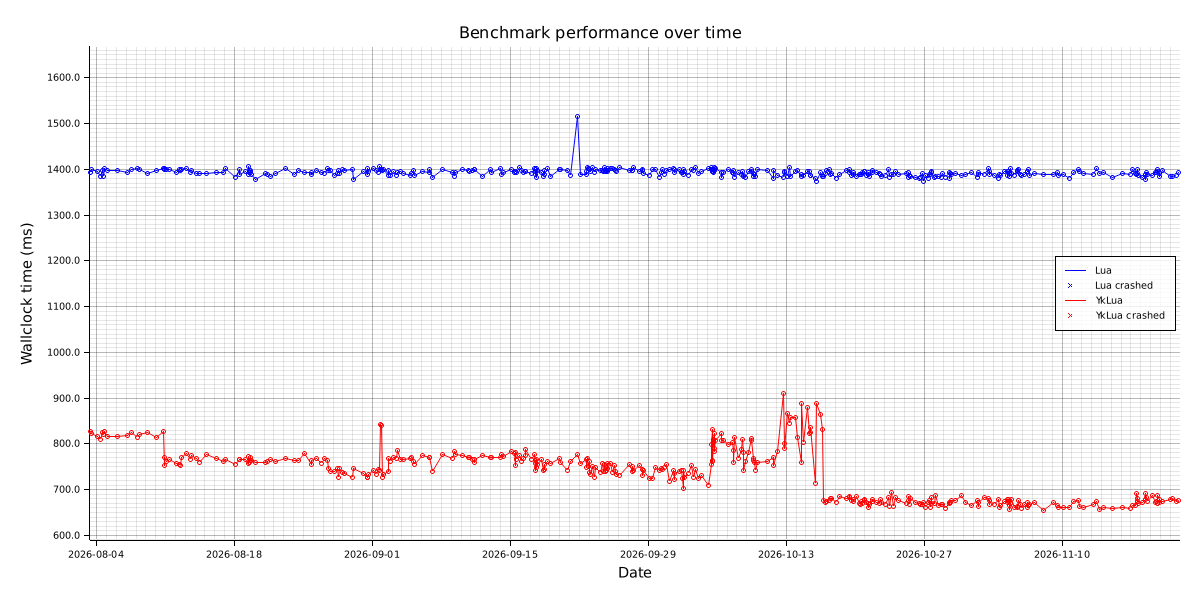 Benchmark performance over time
Wallclock time (ms)
1600.0
1500.0
1400.0
1300.0
1200.0
1100.0
1000.0
900.0
800.0
700.0
600.0
Lua
Lua crashed
YkLua
YkLua crashed
2026-08-04 2026-08-18 2026-09-01 2026-09-15 2026-09-29 2026-10-13 2026-10-27 2026-11-10
Date